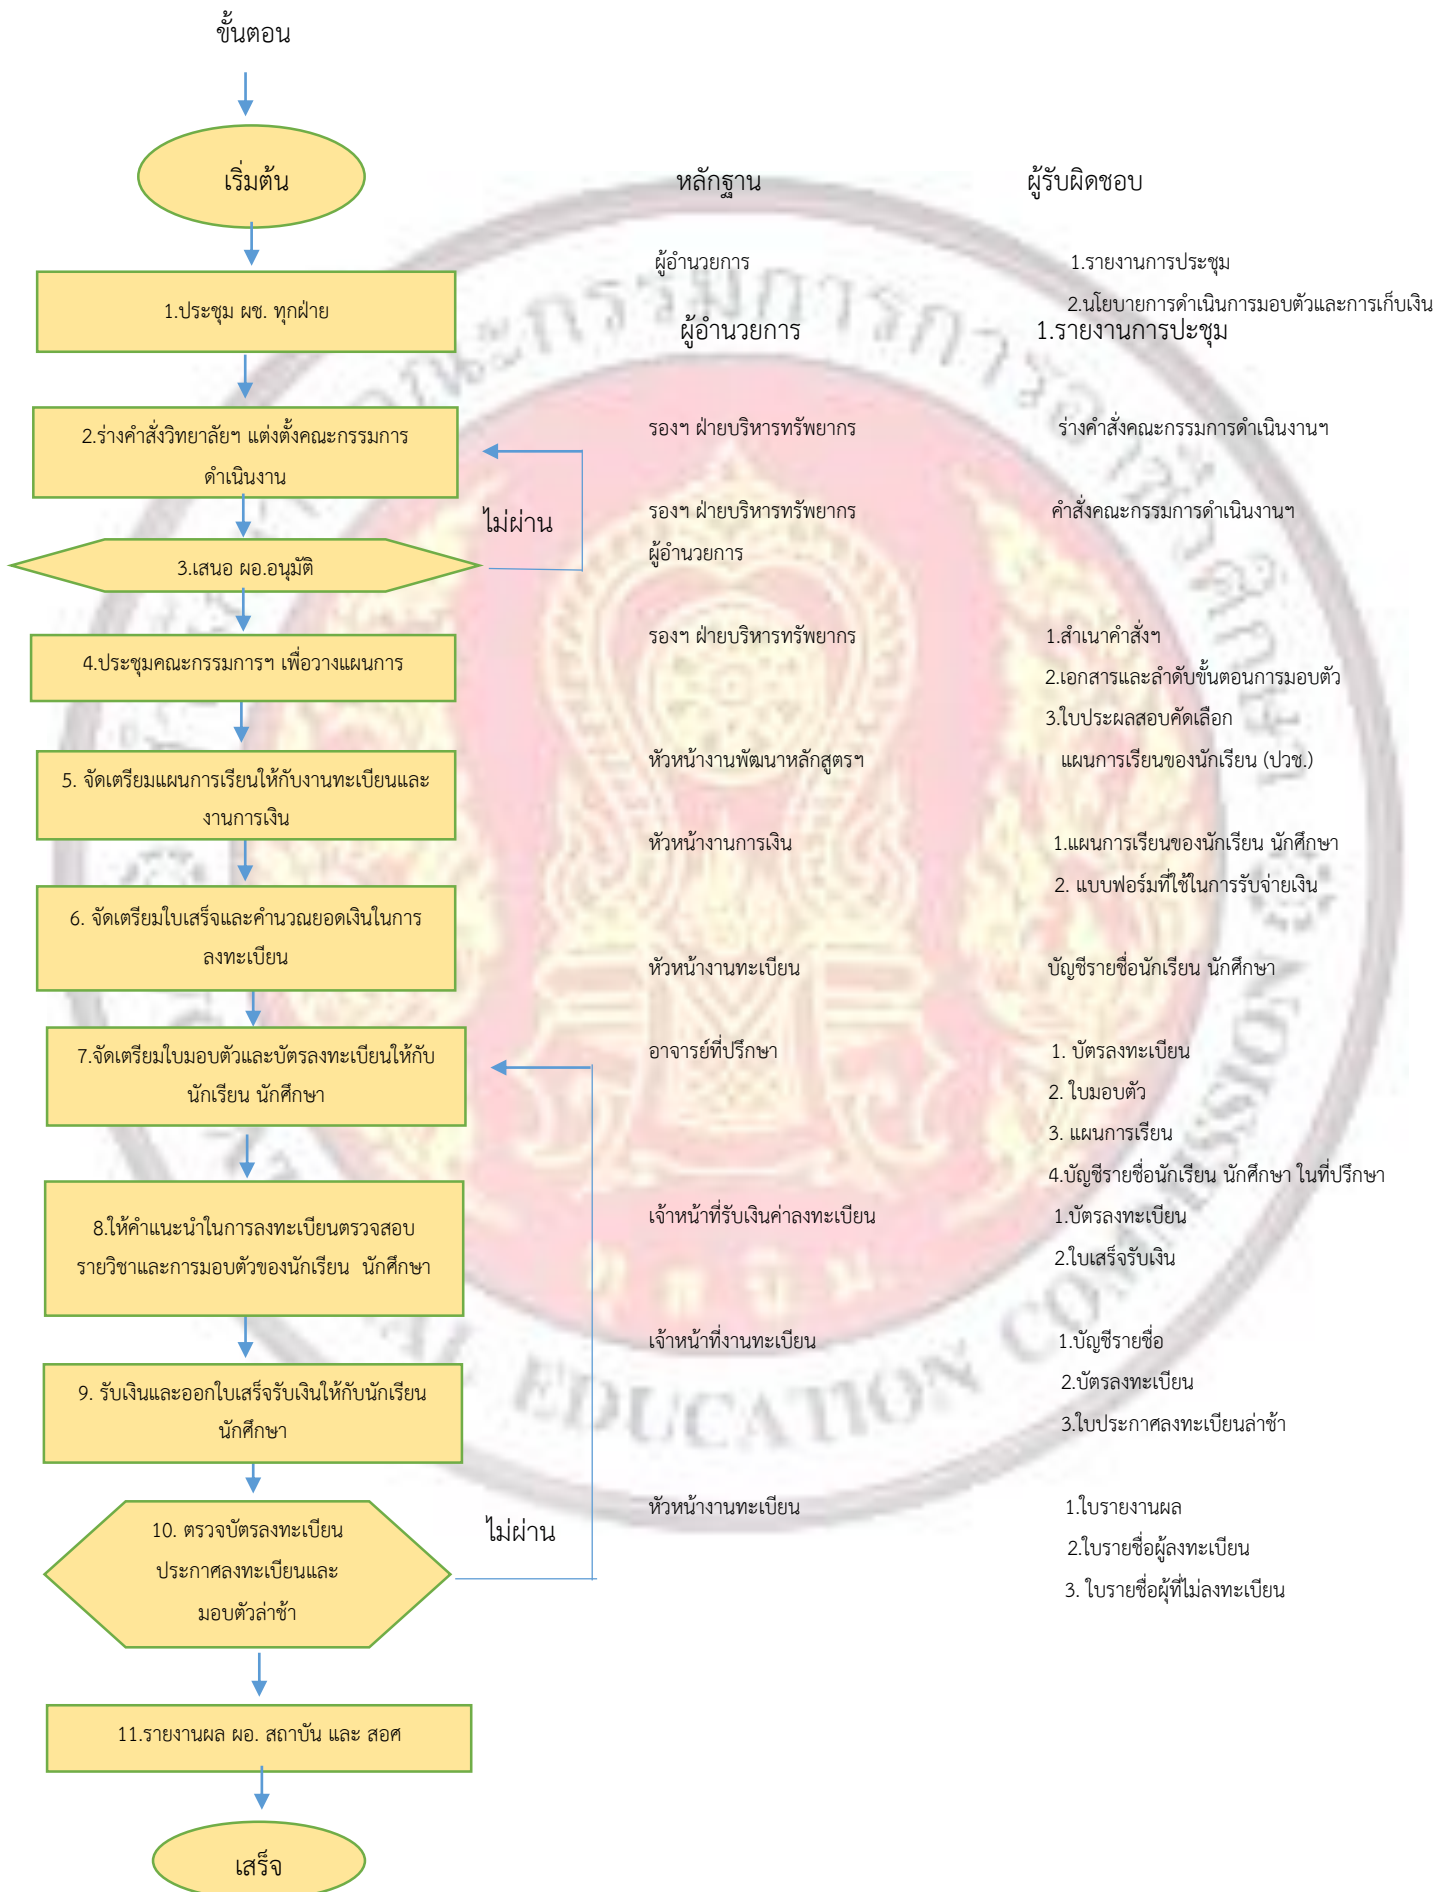 ขั้นตอน
เริ่มต้น
หลักฐาน
ผู้รับผิดชอบ
ผู้อำนวยการ
1.รายงานการประชุม
2.นโยบายการดำเนินการมอบตัวและการเก็บเงิน
1.ประชุม ผช. ทุกฝ่าย
ผู้อำนวยการ
1.รายงานการปะชุม
2.ร่างคำสั่งวิทยาลัยฯ แต่งตั้งคณะกรรมการ
ดำเนินงาน
รองฯ ฝ่ายบริหารทรัพยากร
ร่างคำสั่งคณะกรรมการดำเนินงานฯ
ไม่ผ่าน
รองฯ ฝ่ายบริหารทรัพยากร
คำสั่งคณะกรรมการดำเนินงานฯ
ผู้อำนวยการ
3.เสนอ ผอ.อนุมัติ
4.ประชุมคณะกรรมการฯ เพื่อวางแผนการ
รองฯ ฝ่ายบริหารทรัพยากร
1.สำเนาคำสั่งฯ
2.เอกสารและลำดับขั้นตอนการมอบตัว
3.ใบประผลสอบคัดเลือก
5. จัดเตรียมแผนการเรียนให้กับงานทะเบียนและ
งานการเงิน
หัวหน้างานพัฒนาหลักสูตรฯ
แผนการเรียนของนักเรียน (ปวช.)
หัวหน้างานการเงิน
1.แผนการเรียนของนักเรียน นักศึกษา
2. แบบฟอร์มที่ใช้ในการรับจ่ายเงิน
6. จัดเตรียมใบเสร็จและคำนวณยอดเงินในการ
ลงทะเบียน
หัวหน้างานทะเบียน
บัญชีรายชื่อนักเรียน นักศึกษา
7.จัดเตรียมใบมอบตัวและบัตรลงทะเบียนให้กับ
นักเรียน นักศึกษา
อาจารย์ที่ปรึกษา
1. บัตรลงทะเบียน
2. ใบมอบตัว
3. แผนการเรียน
4.บัญชีรายชื่อนักเรียน นักศึกษา ในที่ปรึกษา
8.ให้คำแนะนำในการลงทะเบียนตรวจสอบ
รายวิชาและการมอบตัวของนักเรียน นักศึกษา
เจ้าหน้าที่รับเงินค่าลงทะเบียน
1.บัตรลงทะเบียน
2.ใบเสร็จรับเงิน
เจ้าหน้าที่งานทะเบียน
1.บัญชีรายชื่อ
2.บัตรลงทะเบียน
3.ใบประกาศลงทะเบียนล่าช้า
9. รับเงินและออกใบเสร็จรับเงินให้กับนักเรียน
นักศึกษา
10. ตรวจบัตรลงทะเบียน
ประกาศลงทะเบียนและ
มอบตัวล่าช้า
ไม่ผ่าน
หัวหน้างานทะเบียน
1.ใบรายงานผล
2.ใบรายชื่อผู้ลงทะเบียน
3. ใบรายชื่อผุ้ที่ไม่ลงทะเบียน
11.รายงานผล ผอ. สถาบัน และ สอศ
เสร็จ
EDUCATION COMMISSION